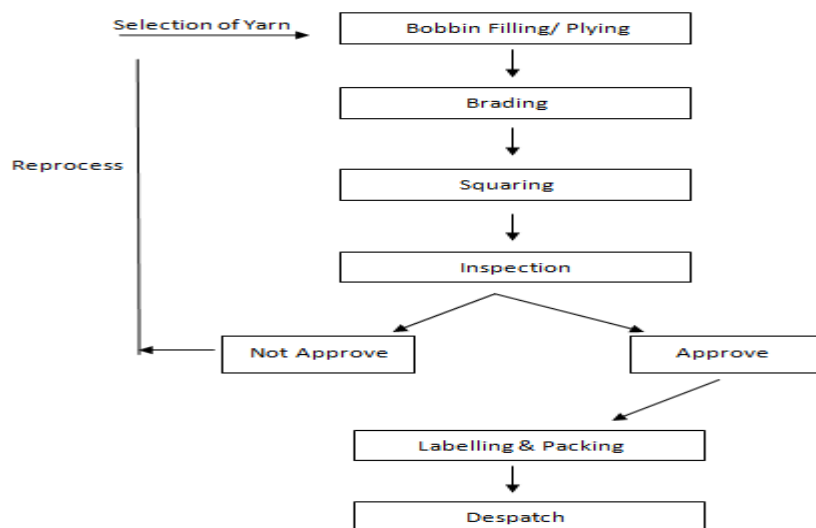 Selection of Yarn
Bobbin Filling/ Plying
Brading
Squaring
Reprocess
Inspection
Not Approve
Approve
Labelling & Packing
Despatch